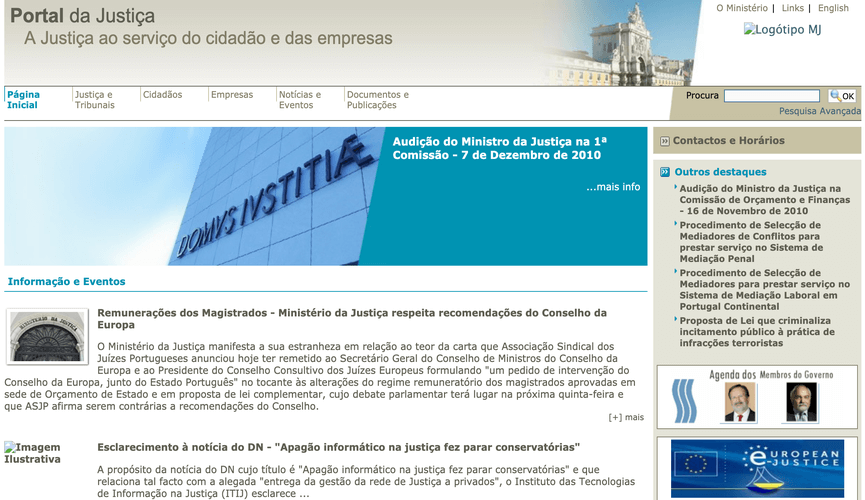 Portal da Justiça
A Justiça ao serviço do cidadão e das empresas
O Ministério | Links | English
Logótipo MJ
Página
Inicial
Justiça e
Tribunais
Cidadãos
Empresas
Notícias e
Eventos
Documentos e
Publicações
Procura
OK
Pesquisa Avançada
DOMVS IVSTITIÆ
Audição do Ministro da Justiça na 1ª
Comissão - 7 de Dezembro de 2010
...mais info
Informação e Eventos
MINISTERIO DA JUSTIÇA
Remunerações dos Magistrados - Ministério da Justiça respeita recomendações do Conselho da
Europa
O Ministério da Justiça manifesta a sua estranheza em relação ao teor da carta que Associação Sindical dos
Juízes Portugueses anunciou hoje ter remetido ao Secretário Geral do Conselho de Ministros do Conselho da
Europa e ao Presidente do Conselho Consultivo dos Juízes Europeus formulando "um pedido de intervenção do
Conselho da Europa, junto do Estado Português" no tocante às alterações do regime remuneratório dos magistrados aprovadas em
sede de Orçamento de Estado e em proposta de lei complementar, cujo debate parlamentar terá lugar na próxima quinta-feira e
que ASJP afirma serem contrárias a recomendações do Conselho.
[+] mais
Imagem
Ilustrativa
Esclarecimento à notícia do DN - "Apagão informático na justiça fez parar conservatórias"
A propósito da notícia do DN cujo título é "Apagão informático na justiça fez parar conservatórias" e que
relaciona tal facto com a alegada "entrega da gestão da rede de Justiça a privados", o Instituto das Tecnologias
de Informação na Justiça (ITIJ) esclarece ...
Contactos e Horários
Outros destaques
Audição do Ministro da Justiça na
Comissão de Orçamento e Finanças
- 16 de Novembro de 2010
Procedimento de Selecção de
Mediadores de Conflitos para
prestar serviço no Sistema de
Mediação Penal
Procedimento de Selecção de
Mediadores para prestar serviço no
Sistema de Mediação Laboral em
Portugal Continental
Proposta de Lei que criminaliza
incitamento público à prática de
infracções terroristas
Agenda dos Membros do Governo
EUROPEAN
e-JUSTICE